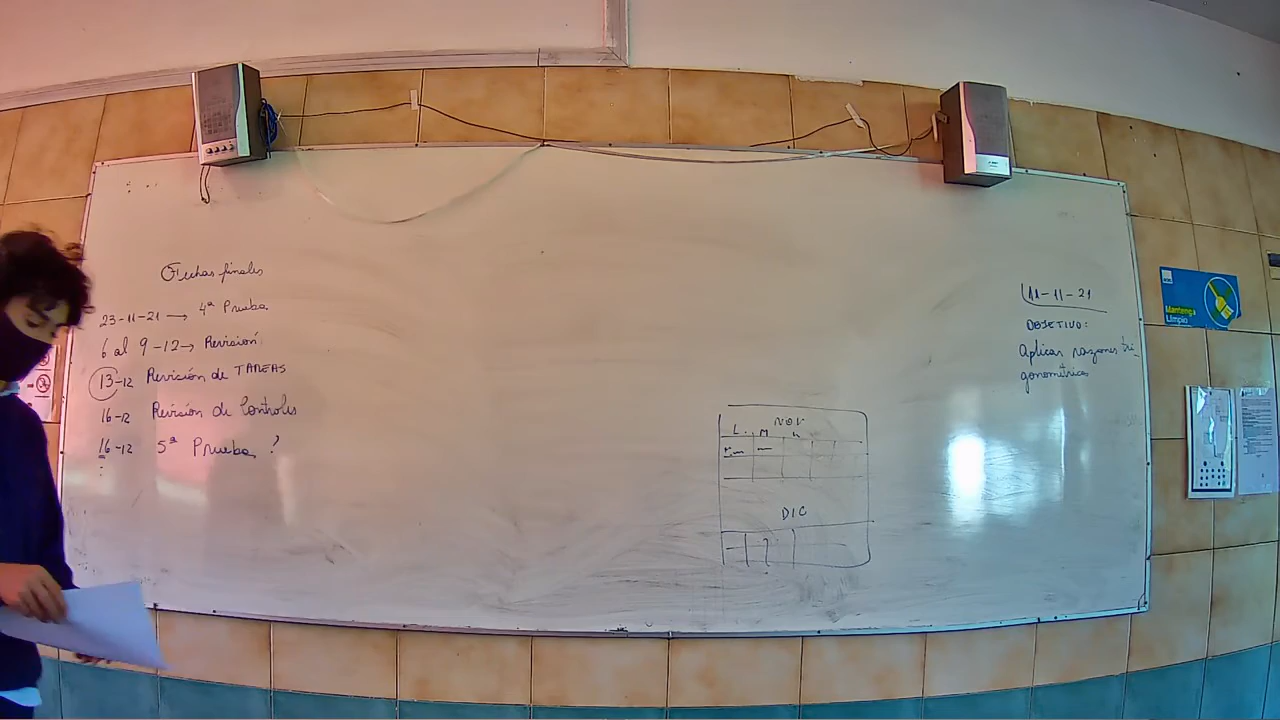 Fechas finales
23-11-21 → 4ª Prueba
6 al 9-12 → Revisión
13-12 Revisión de TAREAS
16-12 Revisión de Controles
16-12 5ª Prueba ?
NOV
L. M
DIC
?
11-11-21
OBJETIVO:
Aplicar razones tri-
gonométricas
Mantenga
Limpio